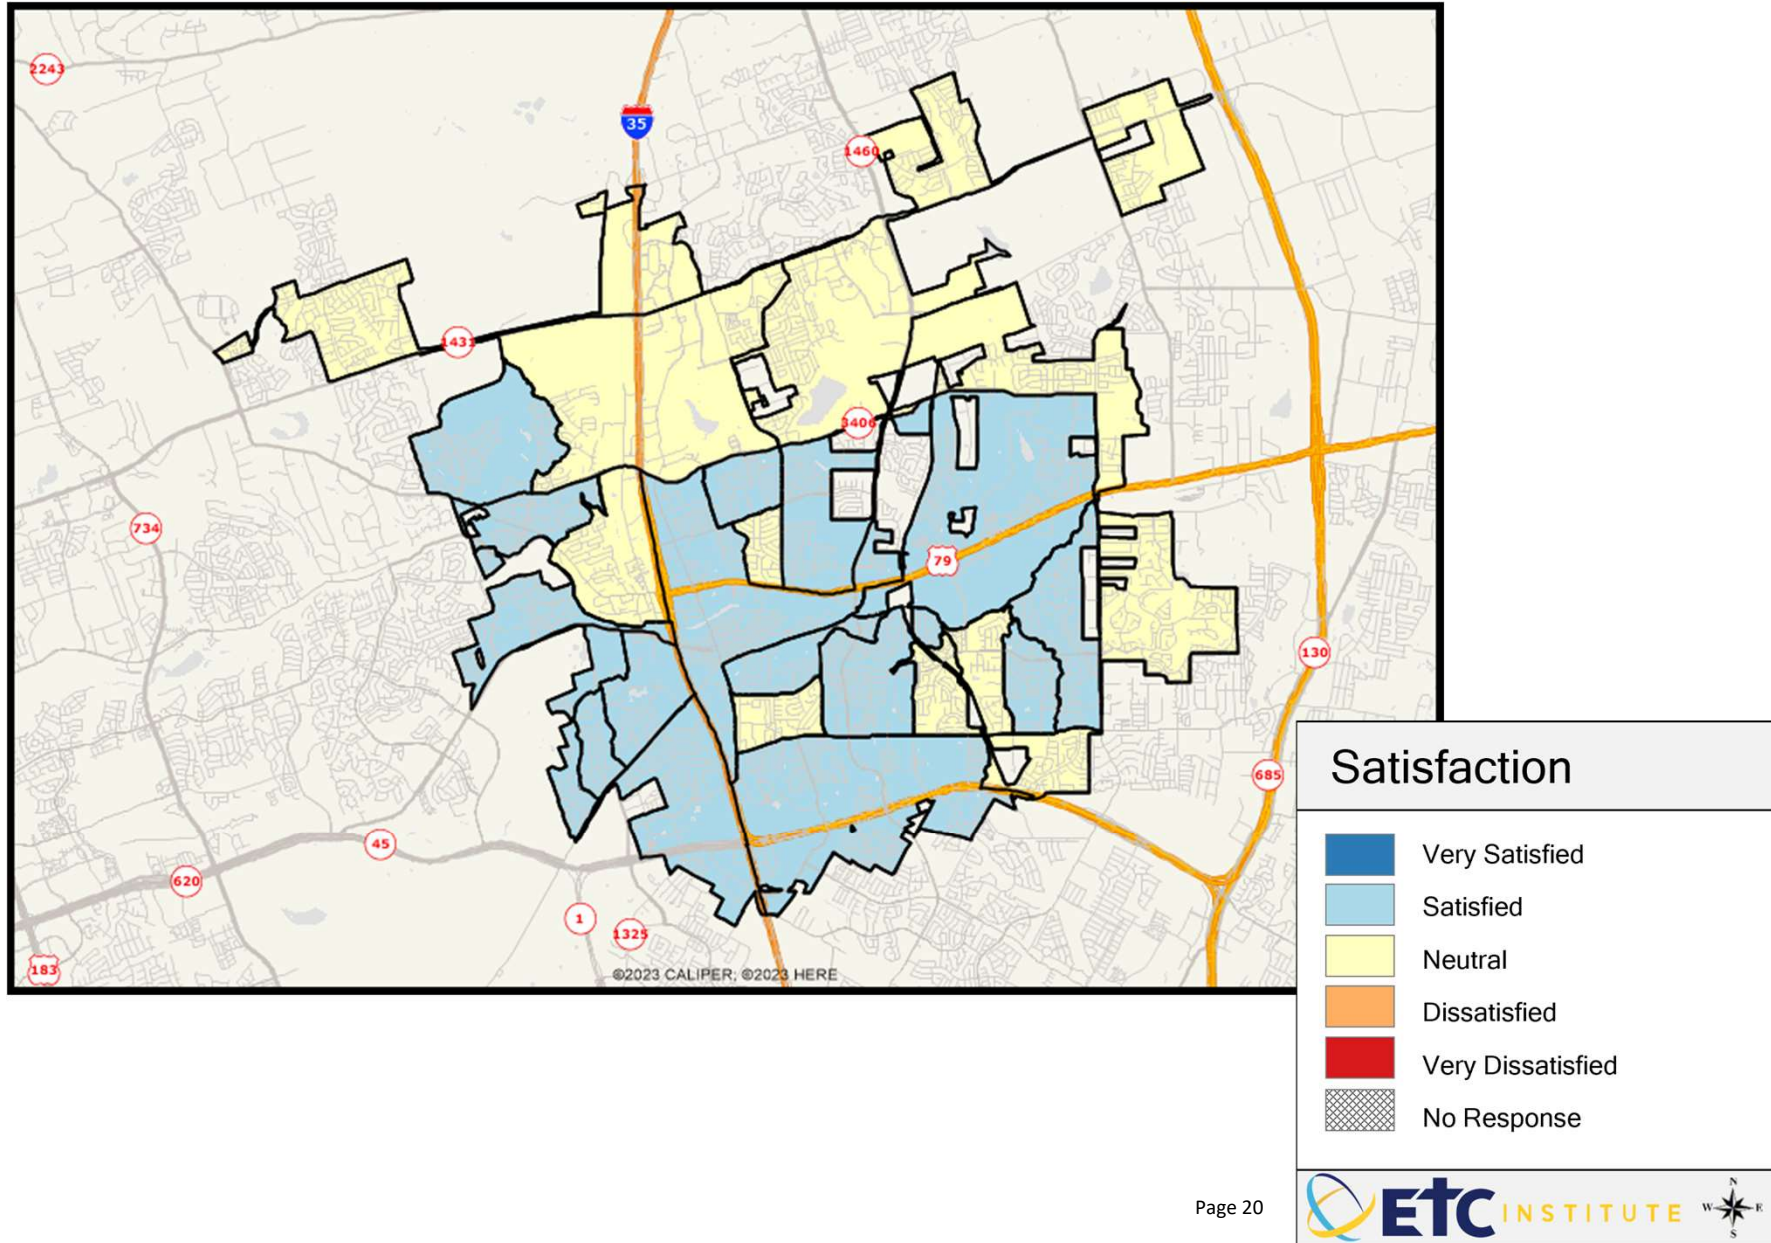 2243
35
1460
1431
3406
734
79
130
685
45
620
1
1325
183
©2023 CALIPER; ©2023 HERE
Satisfaction
Very Satisfied
Satisfied
Neutral
Dissatisfied
Very Dissatisfied
No Response
Page 20
ETC INSTITUTE
N
W E
S